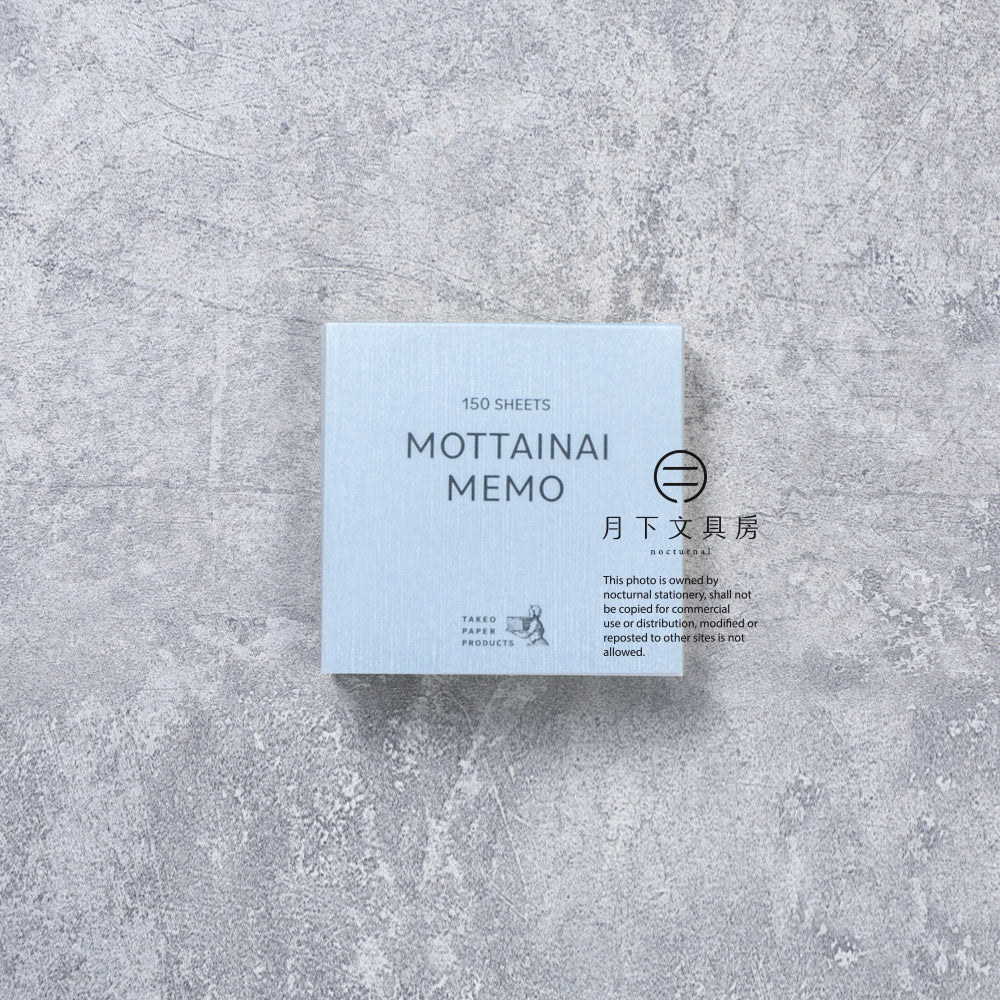 150 SHEETS
MOTTAINAI
MEMO
月下文具房
nocturnal
This photo is owned by
nocturnal stationery, shall not
be copied for commercial
use or distribution, modified or
reposted to other sites is not
allowed.
TAKEO
PAPER
PRODUCTS